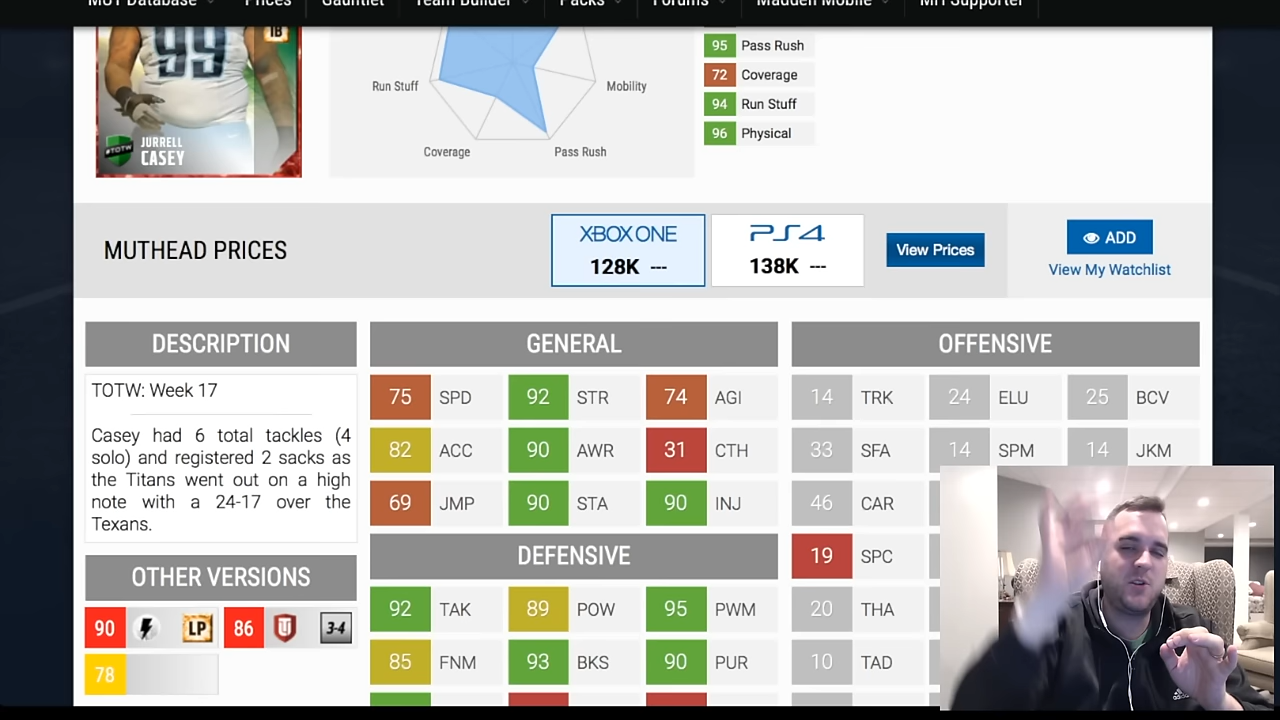 MUT Database
Prices
Gauntlet
Team Builder
Packs
Forums
Madden Mobile
MH Supporter
99
IB
#TOTW
JURRELL
CASEY
Run Stuff
Mobility
Coverage
Pass Rush
95 Pass Rush
72 Coverage
94 Run Stuff
96 Physical
MUTHEAD PRICES
XBOX ONE
128K ---
PS4
138K ---
View Prices
ADD
View My Watchlist
DESCRIPTION
TOTW: Week 17
Casey had 6 total tackles (4
solo) and registered 2 sacks as
the Titans went out on a high
note with a 24-17 over the
Texans.
OTHER VERSIONS
90 LP 86 U 3-4
78
GENERAL
75 SPD 92 STR 74 AGI
82 ACC 90 AWR 31 CTH
69 JMP 90 STA 90 INJ
DEFENSIVE
92 TAK 89 POW 95 PWM
85 FNM 93 BKS 90 PUR
OFFENSIVE
14 TRK 24 ELU 25 BCV
33 SFA 14 SPM 14 JKM
46 CAR
19 SPC
20 THA
10 TAD